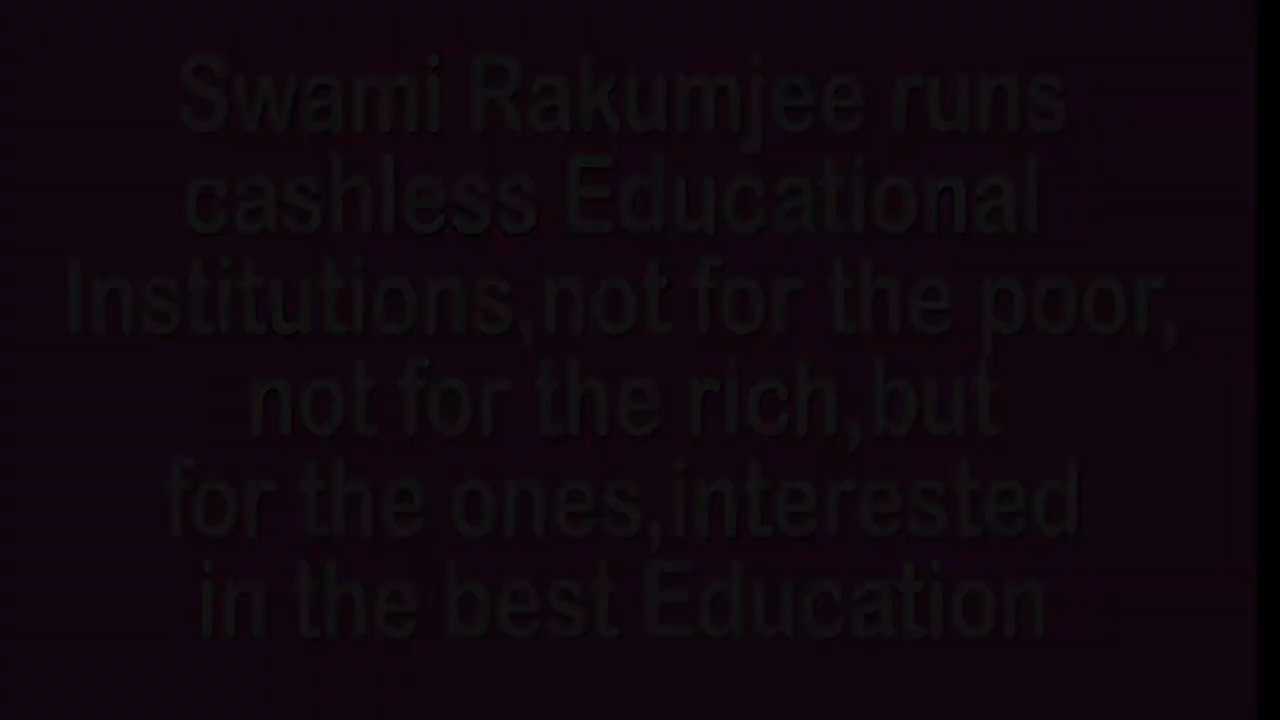 Swami Rakumjee runs
cashless Educational
Institutions,not for the poor,
not for the rich,but
for the ones,interested
in the best Education